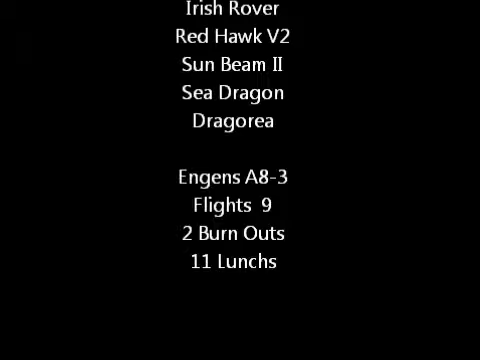 Irish Rover
Red Hawk V2
Sun Beam II
Sea Dragon
Dragorea
Engens A8-3
Flights 9
2 Burn Outs
11 Lunchs